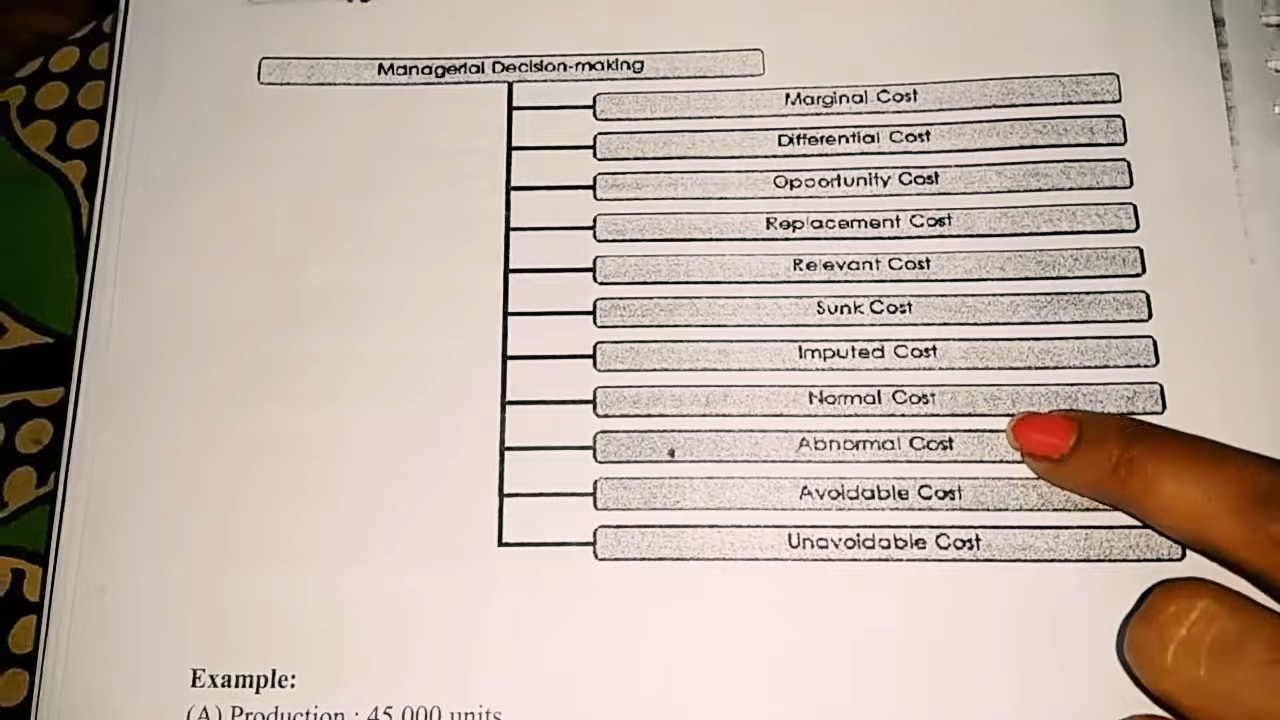 Managerial Decision-making
Marginal Cost
Differential Cost
Opportunity Cost
Replacement Cost
Relevant Cost
Sunk Cost
Imputed Cost
Normal Cost
Abnormal Cost
Avoidable Cost
Unavoidable Cost
Example:
(A) Production : 45,000 units